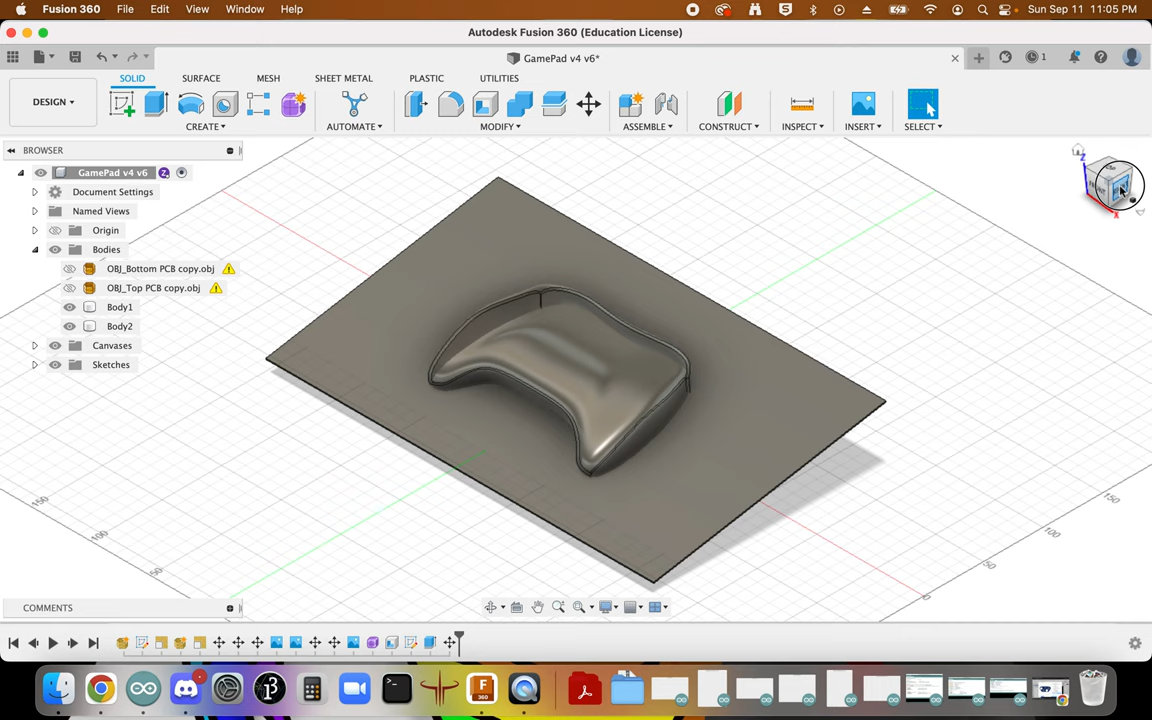 Fusion 360 File Edit View Window Help Sun Sep 11 11:05 PM
Autodesk Fusion 360 (Education License)
GamePad v4 v6*
1
SOLID SURFACE MESH SHEET METAL PLASTIC UTILITIES
DESIGN
CREATE AUTOMATE MODIFY ASSEMBLE CONSTRUCT INSPECT INSERT SELECT
BROWSER
GamePad v4 v6
Document Settings
Named Views
Origin
Bodies
OBJ_Bottom PCB copy.obj
OBJ_Top PCB copy.obj
Body1
Body2
Canvases
Sketches
Z
X
150
100
50
150
100
50
0
COMMENTS